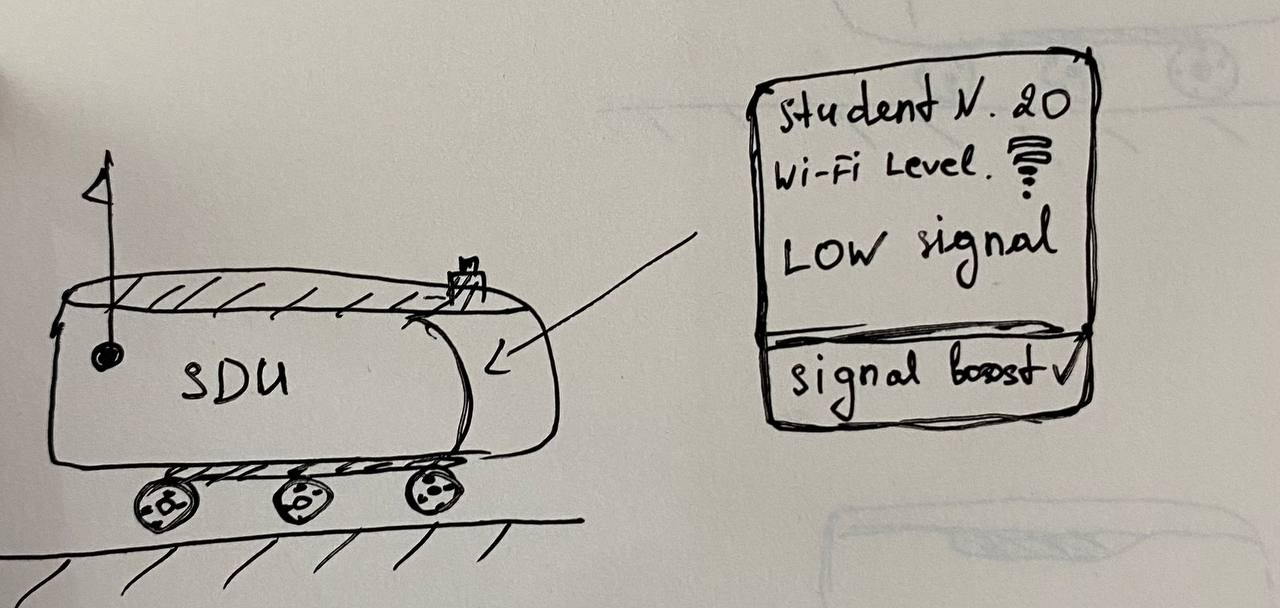 SDU
Student N. 20
Wi-Fi Level.
LOW signal
signal boost